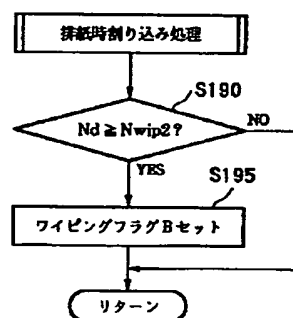 排紙時割り込み処理
S190
Nd≧Nwip2?
NO
YES
S195
ワイピングフラグBセット
リターン